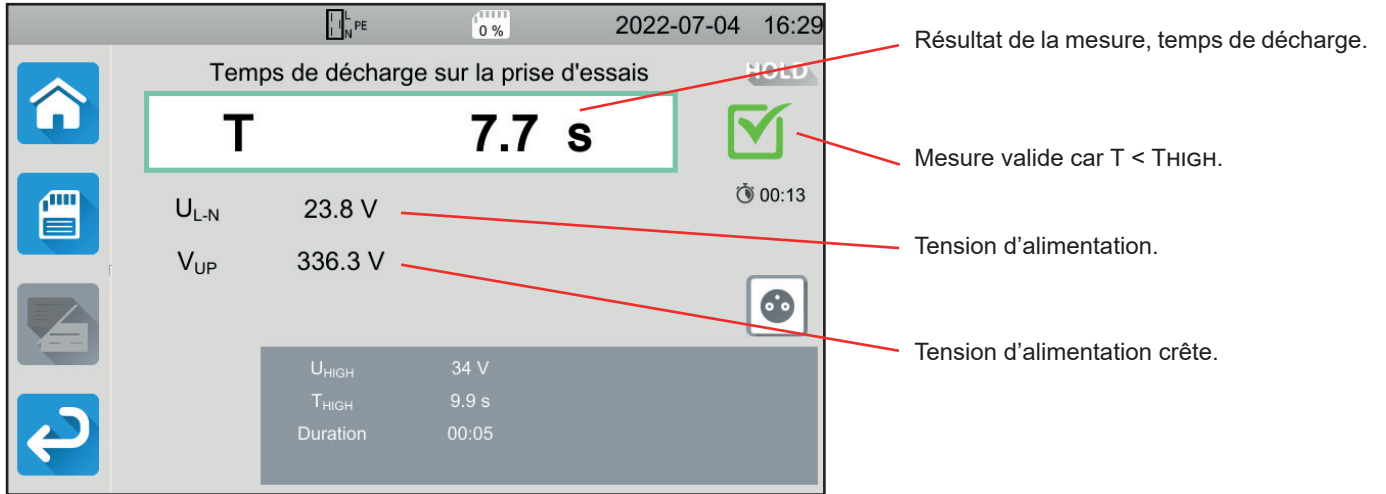 L
N PE
0 %
2022-07-04 16:29
Temps de décharge sur la prise d'essais
HOLD
T 7.7 s
00:13
UL-N 23.8 V
VUP 336.3 V
UHIGH 34 V
THIGH 9.9 s
Duration 00:05
Résultat de la mesure, temps de décharge.
Mesure valide car T < THIGH.
Tension d’alimentation.
Tension d’alimentation crête.